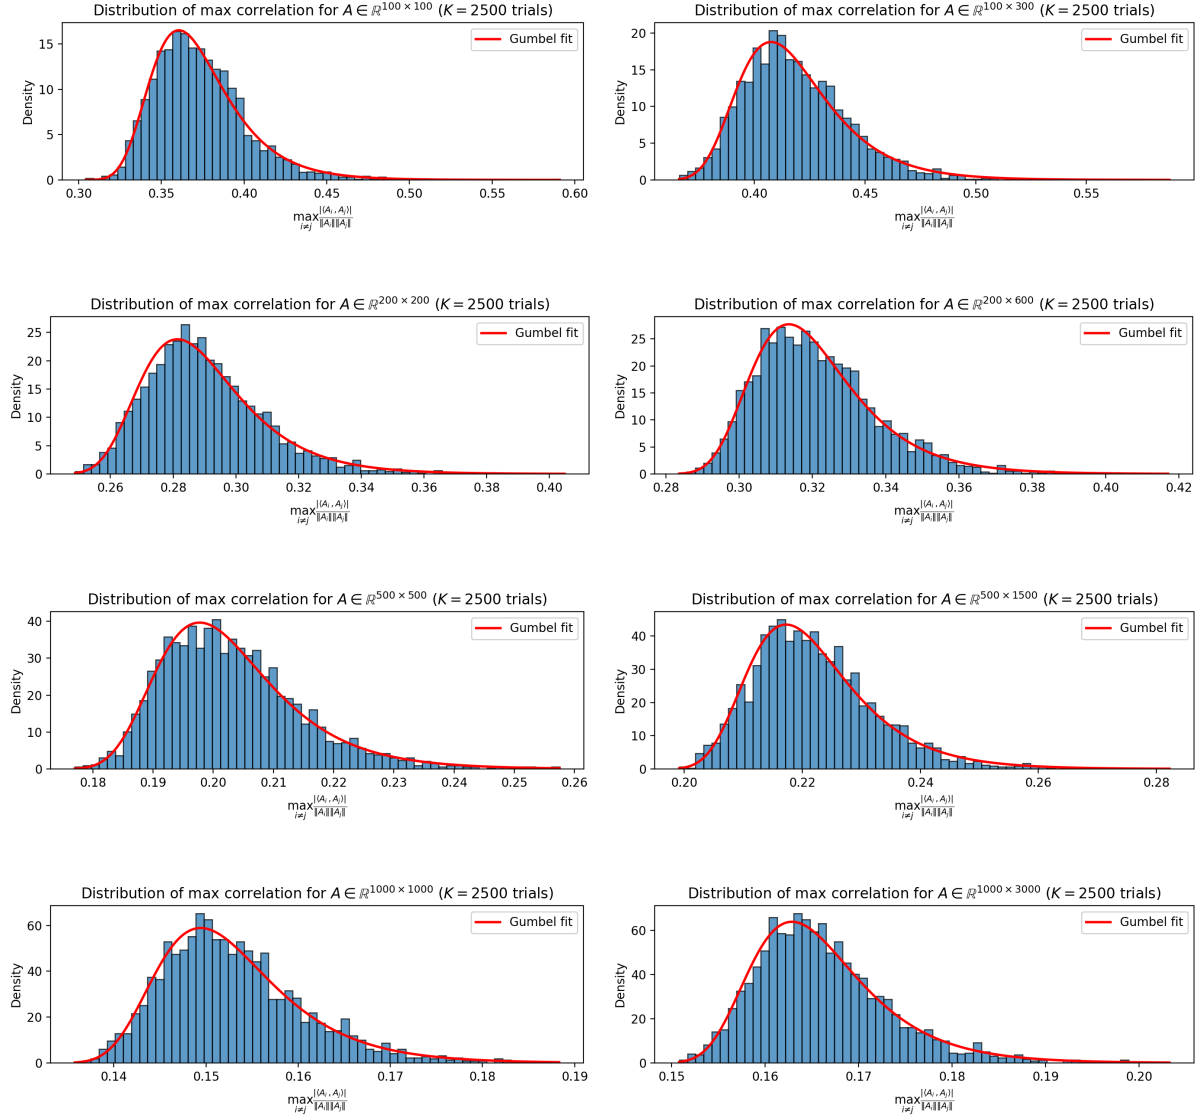 Distribution of max correlation for A ∈ ℝ^{100×100} (K = 2500 trials)
Density
15
10
5
0
Gumbel fit
0.30 0.35 0.40 0.45 0.50 0.55 0.60
max_{i≠j} |⟨A_i, A_j⟩| / ‖A_i‖‖A_j‖
Distribution of max correlation for A ∈ ℝ^{100×300} (K = 2500 trials)
Density
20
15
10
5
0
Gumbel fit
0.40 0.45 0.50 0.55
max_{i≠j} |⟨A_i, A_j⟩| / ‖A_i‖‖A_j‖
Distribution of max correlation for A ∈ ℝ^{200×200} (K = 2500 trials)
Density
25
20
15
10
5
0
Gumbel fit
0.26 0.28 0.30 0.32 0.34 0.36 0.38 0.40
max_{i≠j} |⟨A_i, A_j⟩| / ‖A_i‖‖A_j‖
Distribution of max correlation for A ∈ ℝ^{200×600} (K = 2500 trials)
Density
25
20
15
10
5
0
Gumbel fit
0.28 0.30 0.32 0.34 0.36 0.38 0.40 0.42
max_{i≠j} |⟨A_i, A_j⟩| / ‖A_i‖‖A_j‖
Distribution of max correlation for A ∈ ℝ^{500×500} (K = 2500 trials)
Density
40
30
20
10
0
Gumbel fit
0.18 0.19 0.20 0.21 0.22 0.23 0.24 0.25 0.26
max_{i≠j} |⟨A_i, A_j⟩| / ‖A_i‖‖A_j‖
Distribution of max correlation for A ∈ ℝ^{500×1500} (K = 2500 trials)
Density
40
30
20
10
0
Gumbel fit
0.20 0.22 0.24 0.26 0.28
max_{i≠j} |⟨A_i, A_j⟩| / ‖A_i‖‖A_j‖
Distribution of max correlation for A ∈ ℝ^{1000×1000} (K = 2500 trials)
Density
60
40
20
0
Gumbel fit
0.14 0.15 0.16 0.17 0.18 0.19
max_{i≠j} |⟨A_i, A_j⟩| / ‖A_i‖‖A_j‖
Distribution of max correlation for A ∈ ℝ^{1000×3000} (K = 2500 trials)
Density
60
40
20
0
Gumbel fit
0.15 0.16 0.17 0.18 0.19 0.20
max_{i≠j} |⟨A_i, A_j⟩| / ‖A_i‖‖A_j‖